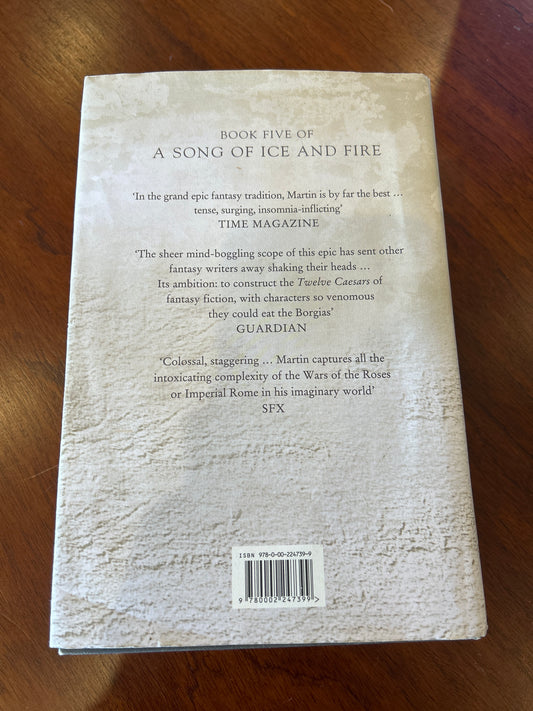 BOOK FIVE OF
A SONG OF ICE AND FIRE
‘In the grand epic fantasy tradition, Martin is by far the best …
tense, surging, insomnia-inflicting’
TIME MAGAZINE
‘The sheer mind-boggling scope of this epic has sent other
fantasy writers away shaking their heads …
Its ambition: to construct the Twelve Caesars of
fantasy fiction, with characters so venomous
they could eat the Borgias’
GUARDIAN
‘Colossal, staggering … Martin captures all the
intoxicating complexity of the Wars of the Roses
or Imperial Rome in his imaginary world’
SFX
ISBN 978-0-00-224739-9
9 780002 247399 >